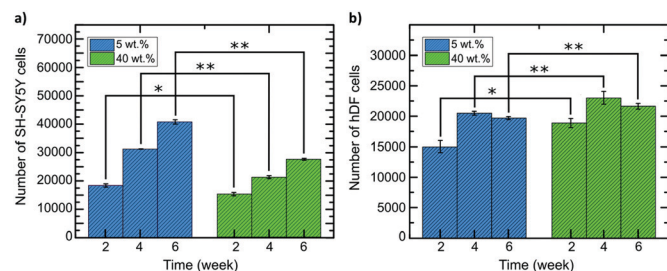 a)
Number of SH-SY5Y cells
75000
70000
60000
50000
40000
30000
20000
10000
0
5 wt.%
40 wt.%
*
**
**
2 4 6 2 4 6
Time (week)
b)
Number of hDF cells
30000
25000
20000
15000
10000
5000
0
5 wt.%
40 wt.%
*
**
**
2 4 6 2 4 6
Time (week)